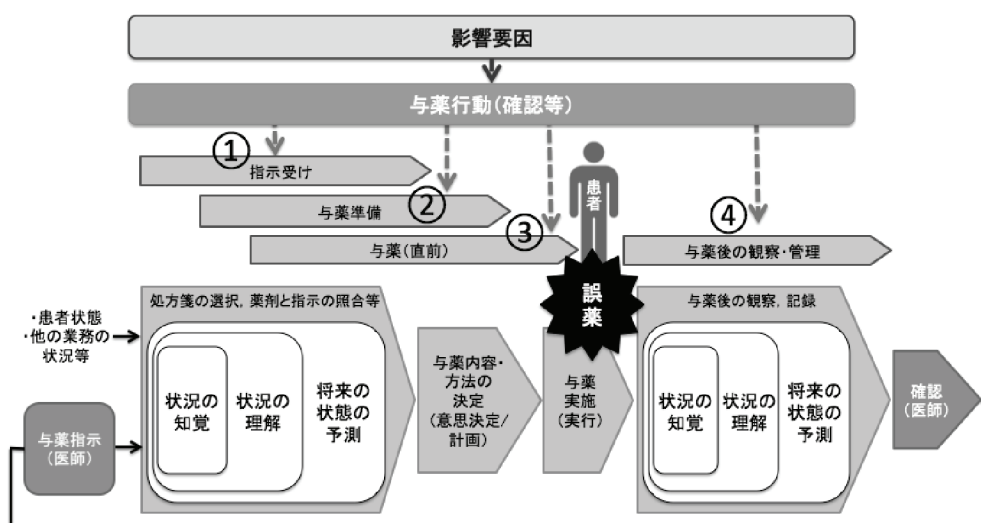 影響要因
与薬行動(確認等)
①
指示受け
②
与薬準備
③
与薬(直前)
患者
④
与薬後の観察・管理
誤薬
・患者状態
・他の業務の
状況等
与薬指示
(医師)
処方箋の選択, 薬剤と指示の照合等
状況の
知覚
状況の
理解
将来の
状態の
予測
与薬内容・
方法の
決定
(意思決定/
計画)
与薬
実施
(実行)
与薬後の観察, 記録
状況の
知覚
状況の
理解
将来の
状態の
予測
確認
(医師)